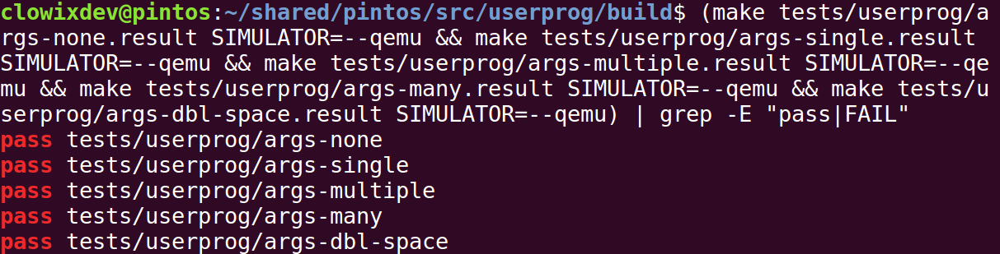 clowixdev@pintos:~/shared/pintos/src/userprog/build$ (make tests/userprog/a
rgs-none.result SIMULATOR=--qemu && make tests/userprog/args-single.result
SIMULATOR=--qemu && make tests/userprog/args-multiple.result SIMULATOR=--qe
mu && make tests/userprog/args-many.result SIMULATOR=--qemu && make tests/u
serprog/args-dbl-space.result SIMULATOR=--qemu) | grep -E "pass|FAIL"
pass tests/userprog/args-none
pass tests/userprog/args-single
pass tests/userprog/args-multiple
pass tests/userprog/args-many
pass tests/userprog/args-dbl-space